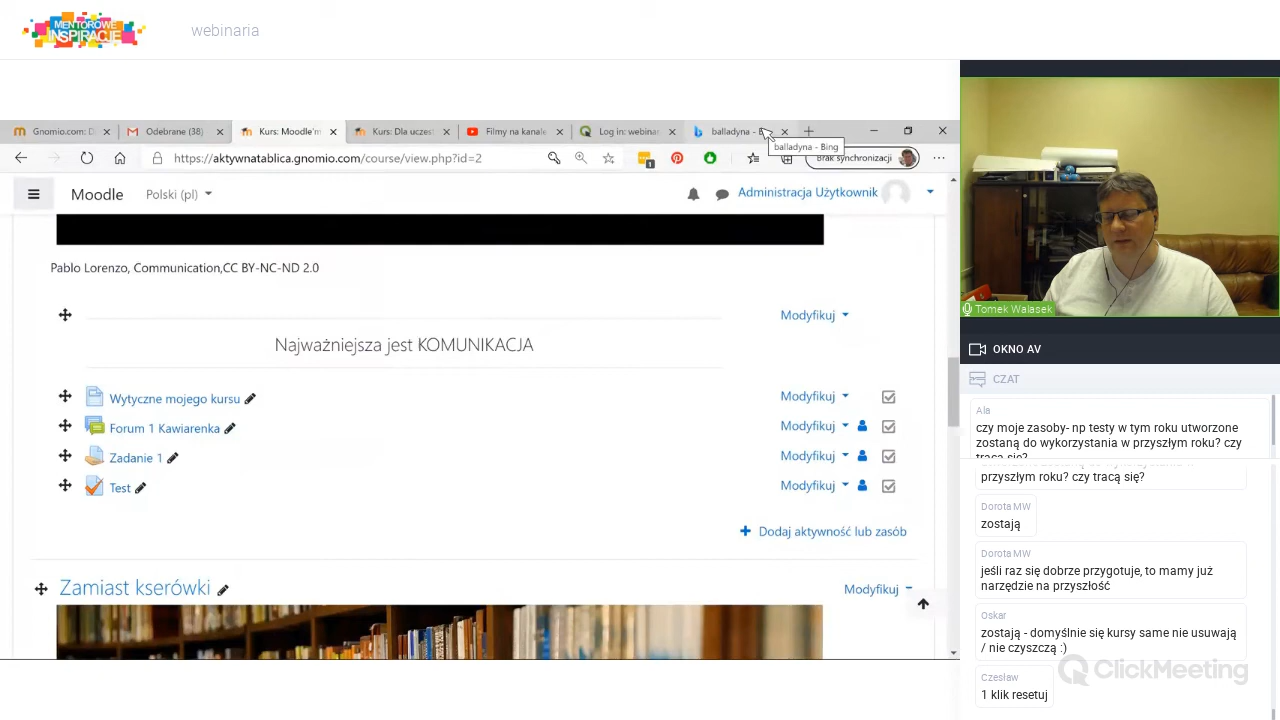 MENTOROWE
INSPIRACJE
webinaria
Gnomio.com: D
Odebrane (38)
Kurs: Moodle'm
Kurs: Dla uczest
Filmy na kanale
Log in: webinar
balladyna - B
balladyna - Bing
https://aktywnatablica.gnomio.com/course/view.php?id=2
Brak synchronizacji
Moodle
Polski (pl)
Administracja Użytkownik
Pablo Lorenzo, Communication,CC BY-NC-ND 2.0
Modyfikuj
Najważniejsza jest KOMUNIKACJA
Wytyczne mojego kursu
Modyfikuj
Forum 1 Kawiarenka
Modyfikuj
Zadanie 1
Modyfikuj
Test
Modyfikuj
Dodaj aktywność lub zasób
Zamiast kserówki
Modyfikuj
Tomek Walasek
OKNO AV
CZAT
Ala
czy moje zasoby- np testy w tym roku utworzone
zostaną do wykorzystania w przyszłym roku? czy
tracą się?
przyszłym roku? czy tracą się?
Dorota MW
zostają
Dorota MW
jeśli raz się dobrze przygotuje, to mamy już
narzędzie na przyszłość
Oskar
zostają - domyślnie się kursy same nie usuwają
/ nie czyszczą :)
Czesław
1 klik resetuj
ClickMeeting